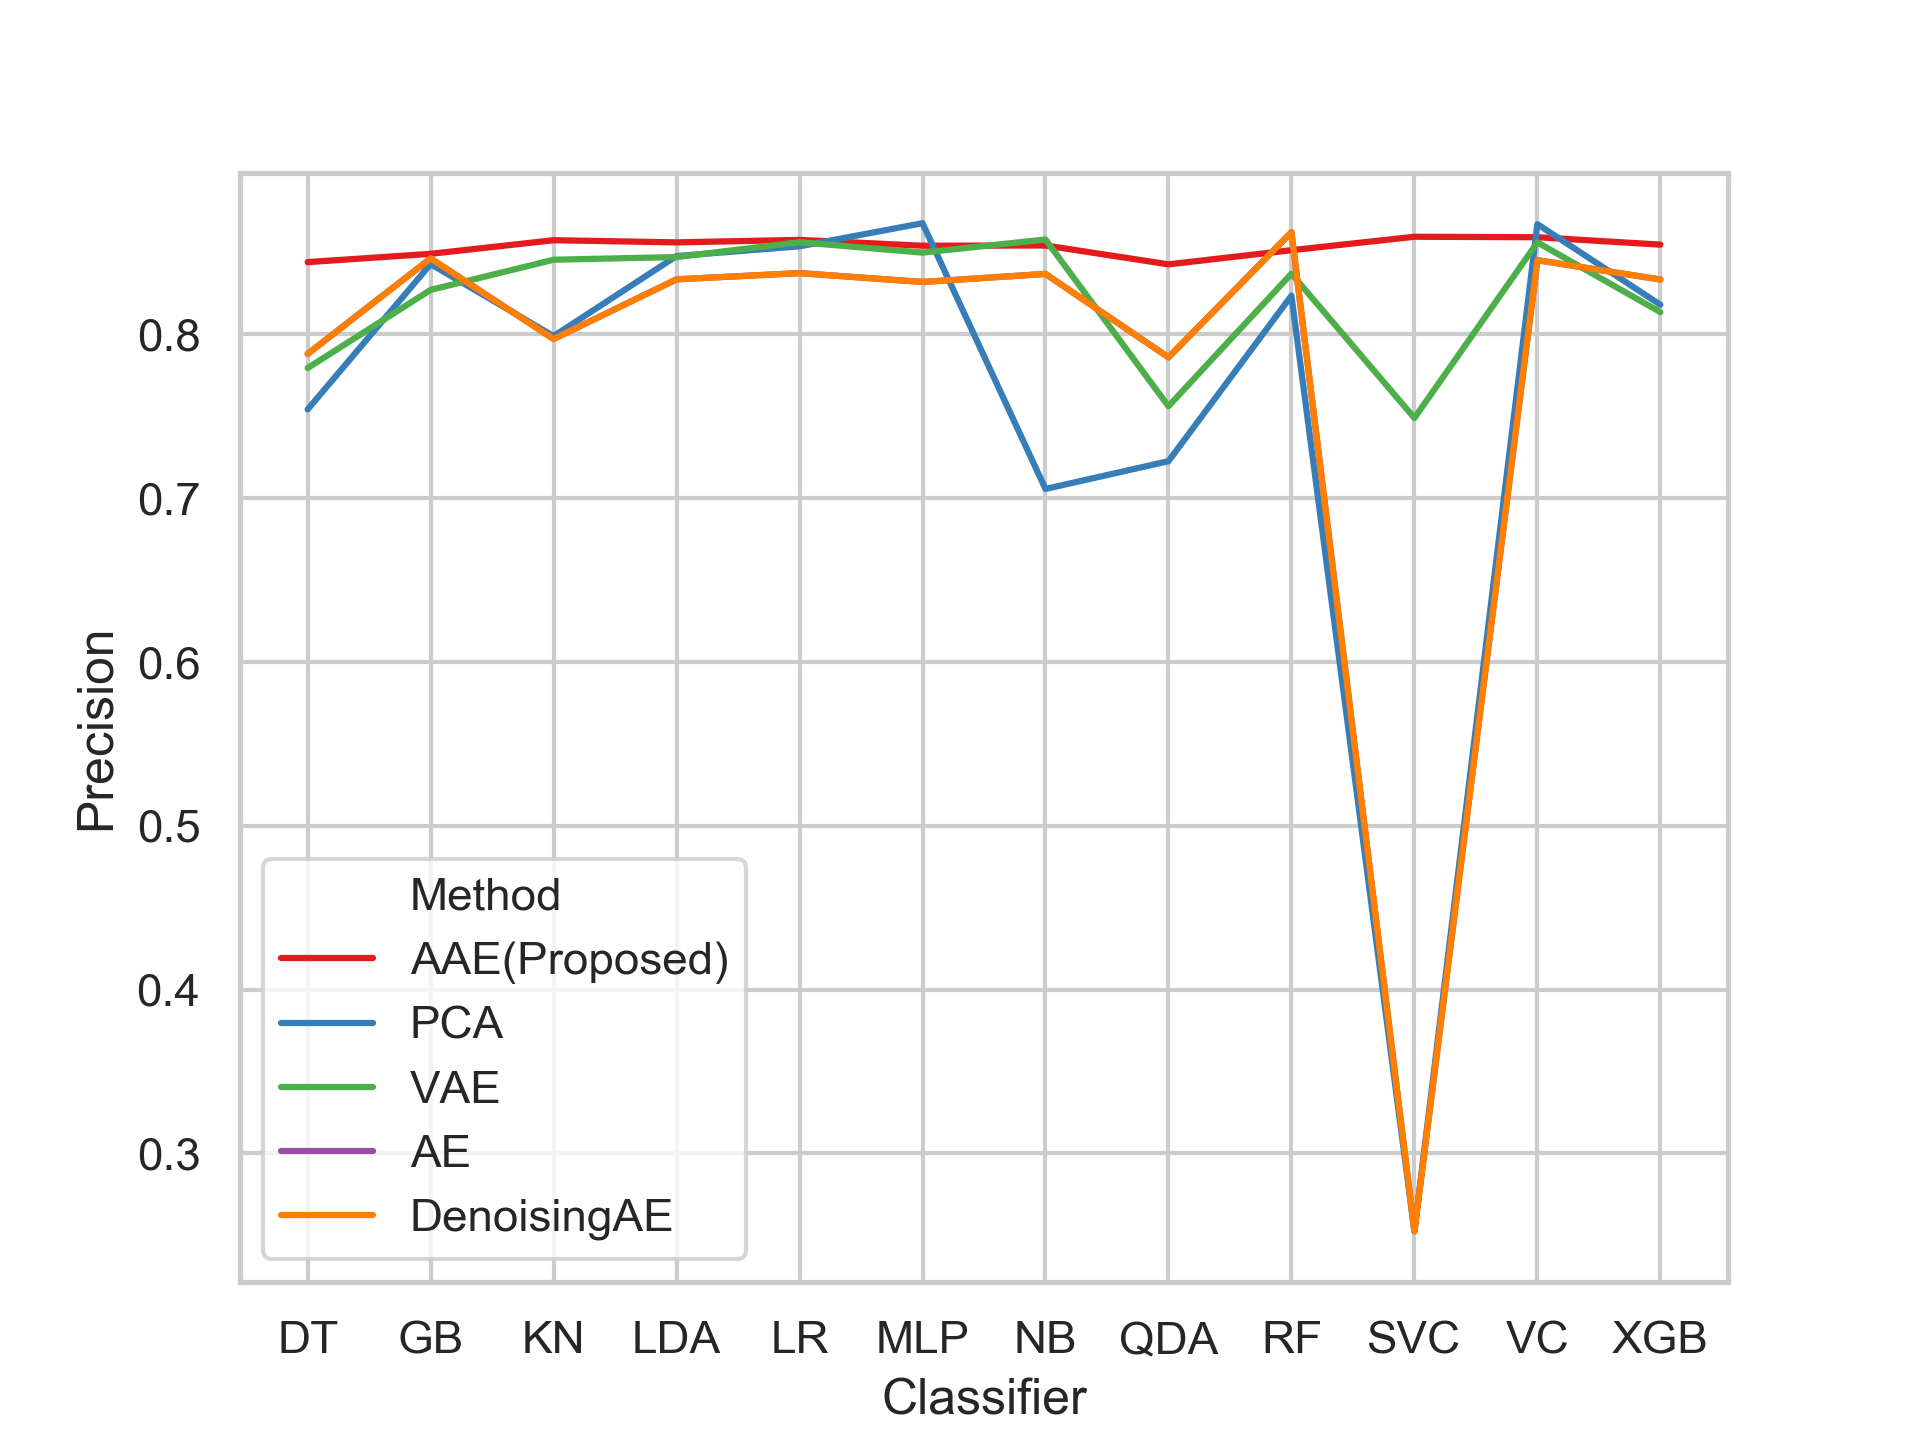 0.8
0.7
0.6
0.5
0.4
0.3
Precision
Method
AAE(Proposed)
PCA
VAE
AE
DenoisingAE
DT GB KN LDA LR MLP NB QDA RF SVC VC XGB
Classifier